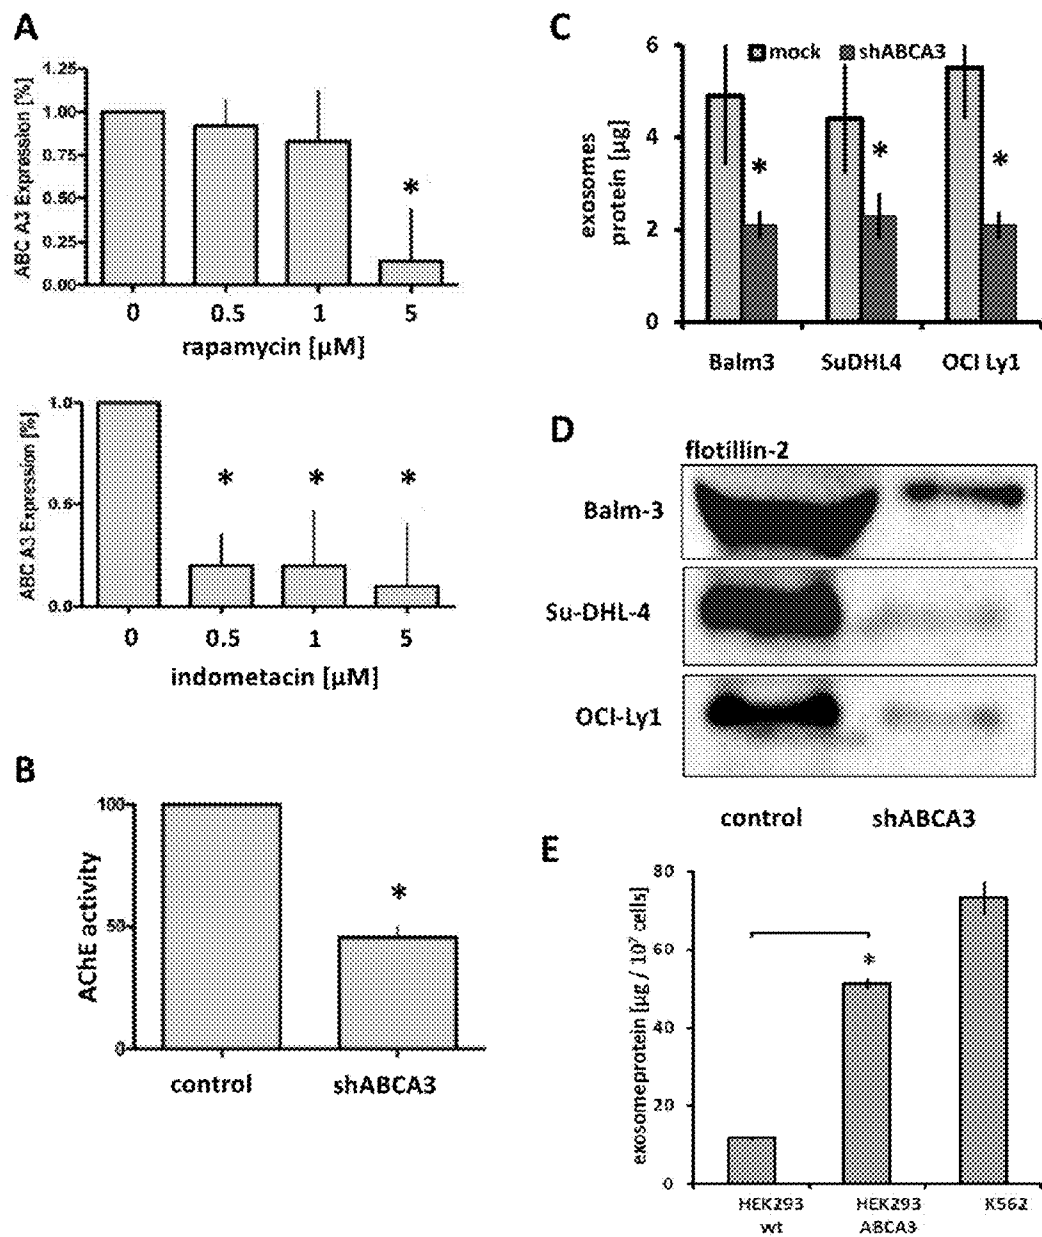 A
ABC A3 Expression [%]
1.25
1.00
0.75
0.50
0.25
0.00
*
0 0.5 1 5
rapamycin [µM]
ABC A3 Expression [%]
1.0
0.5
0.0
* * *
0 0.5 1 5
indometacin [µM]
B
AChE activity
100
50
0
*
control shABCA3
C
exosomes
protein [µg]
6
4
2
0
mock shABCA3
* * *
Balm3 SuDHL4 OCI Ly1
D
flotillin-2
Balm-3
Su-DHL-4
OCI-Ly1
control shABCA3
E
exosomeprotein [µg / 10⁷ cells]
80
60
40
20
0
*
HEK293 HEK293 K562
wt ABCA3